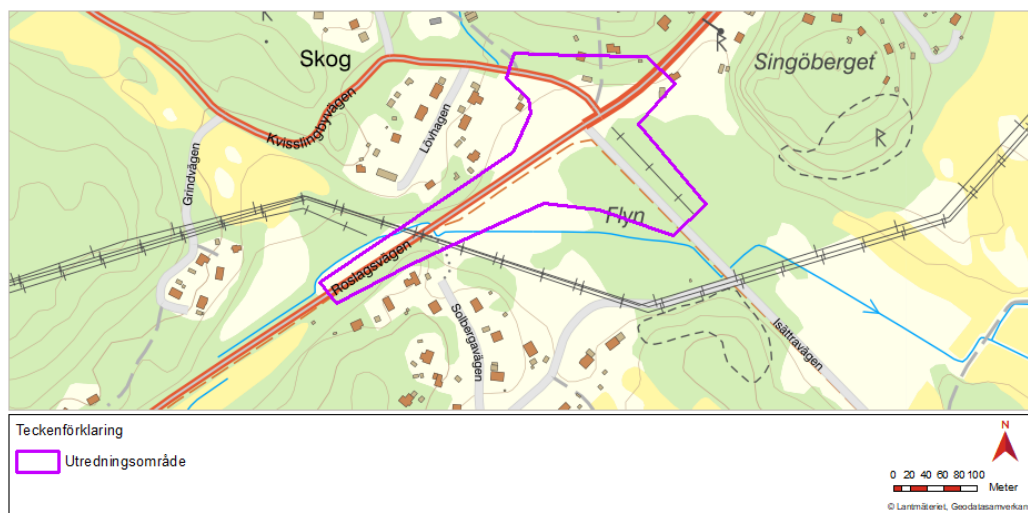 Skog
Singöberget
Kvisslingbyvägen
Lövhagen
Grindvägen
Flyn
Roslagsvägen
Solbergavägen
Isättravägen
R
R
R
Teckenförklaring
Utredningsområde
N
0 20 40 60 80 100
Meter
© Lantmäteriet, Geodatasamverkan